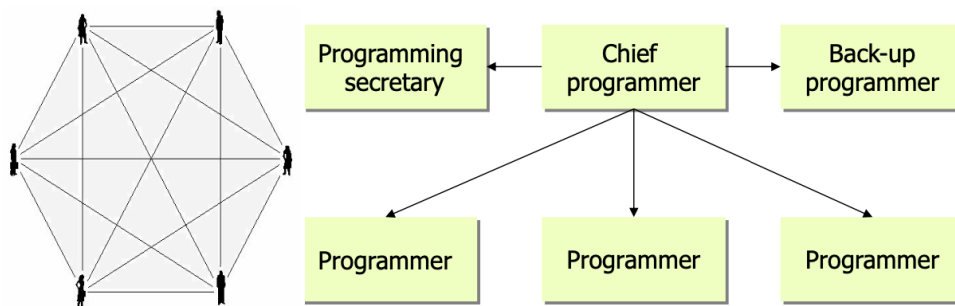 Programming
secretary
Chief
programmer
Back-up
programmer
Programmer
Programmer
Programmer